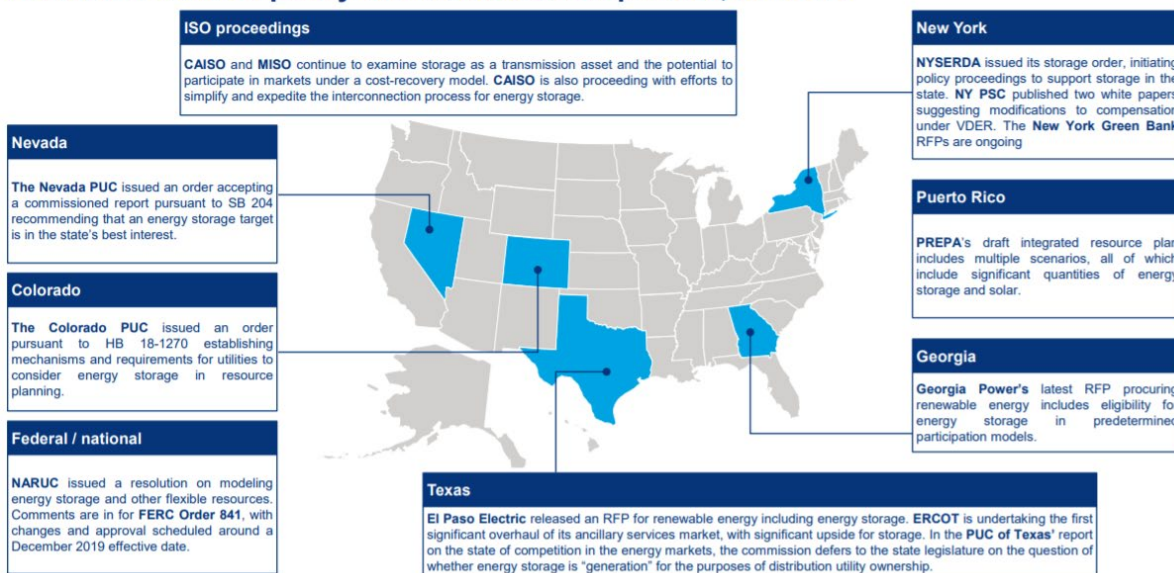 ISO proceedings
CAISO and MISO continue to examine storage as a transmission asset and the potential to
participate in markets under a cost-recovery model. CAISO is also proceeding with efforts to
simplify and expedite the interconnection process for energy storage.
New York
NYSERDA issued its storage order, initiating
policy proceedings to support storage in the
state. NY PSC published two white papers
suggesting modifications to compensation
under VDER. The New York Green Bank
RFPs are ongoing
Nevada
The Nevada PUC issued an order accepting
a commissioned report pursuant to SB 204
recommending that an energy storage target
is in the state's best interest.
Puerto Rico
PREPA's draft integrated resource plan
includes multiple scenarios, all of which
include significant quantities of energy
storage and solar.
Colorado
The Colorado PUC issued an order
pursuant to HB 18-1270 establishing
mechanisms and requirements for utilities to
consider energy storage in resource
planning.
Georgia
Georgia Power's latest RFP procuring
renewable energy includes eligibility for
energy storage in predetermined
participation models.
Federal / national
NARUC issued a resolution on modeling
energy storage and other flexible resources.
Comments are in for FERC Order 841, with
changes and approval scheduled around a
December 2019 effective date.
Texas
El Paso Electric released an RFP for renewable energy including energy storage. ERCOT is undertaking the first
significant overhaul of its ancillary services market, with significant upside for storage. In the PUC of Texas' report
on the state of competition in the energy markets, the commission defers to the state legislature on the question of
whether energy storage is "generation" for the purposes of distribution utility ownership.